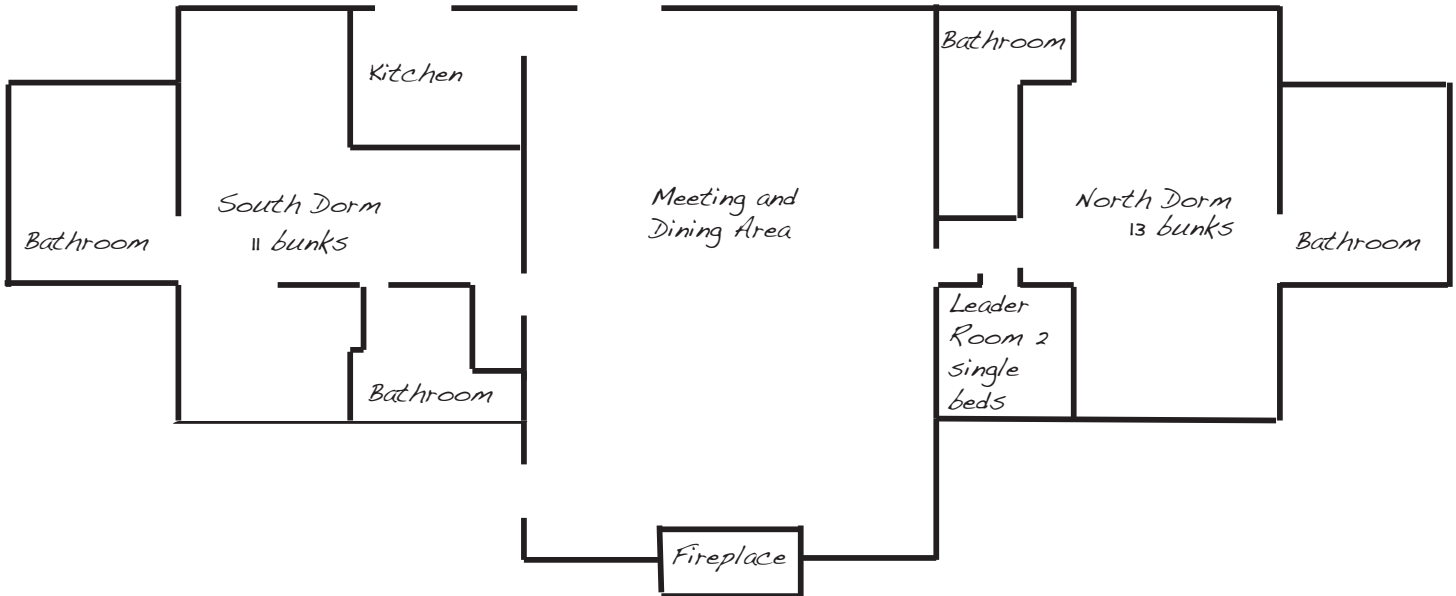 Bathroom
Kitchen
South Dorm
11 bunks
Bathroom
Bathroom
Meeting and
Dining Area
Fireplace
Bathroom
North Dorm
13 bunks
Bathroom
Leader
Room 2
single
beds